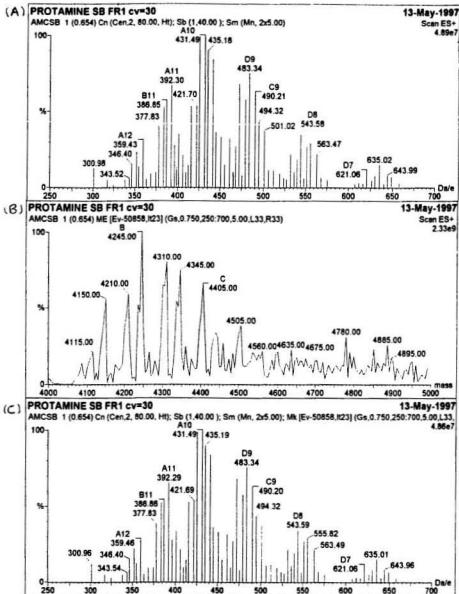 (A) PROTAMINE SB FR1 cv=30 13-May-1997
AMCSB 1 (0.654) Cn (Cen,2, 80.00, Ht); Sb (1,40.00 ); Sm (Mn, 2x5.00) Scan ES+
4.89e7
100
%
0
A10
431.49
435.18
D9
483.34
A11
392.30
B11
386.85
377.83
421.70
C9
490.21
494.32
501.02
A12
359.43
346.40
343.52
300.98
D8
543.58
563.47
D7
621.06
635.02
643.99
250 300 350 400 450 500 550 600 650 700
Da/e
(B) PROTAMINE SB FR1 cv=30 13-May-1997
AMCSB 1 (0.654) ME [Ev-50858,It23] (Gs,0.750,250:700,5.00,L33,R33) Scan ES+
2.33e9
100
%
0
B
4245.00
4210.00
4150.00
4115.00
4310.00
4345.00
C
4405.00
4505.00
4560.00
4635.00
4675.00
4780.00
4885.00
4895.00
4000 4100 4200 4300 4400 4500 4600 4700 4800 4900 5000
mass
(C) PROTAMINE SB FR1 cv=30 13-May-1997
AMCSB 1 (0.654) Cn (Cen,2, 80.00, Ht); Sb (1,40.00 ); Sm (Mn, 2x5.00); Mk [Ev-50858,It23] (Gs,0.750,250:700,5.00,L33,
4.86e7
100
%
0
A10
431.49
435.19
D9
483.34
A11
392.29
B11
386.86
377.83
421.69
C9
490.20
494.32
A12
359.46
346.40
343.54
300.96
D8
543.59
555.82
563.49
D7
621.06
635.01
643.96
250 300 350 400 450 500 550 600 650 700
Da/e